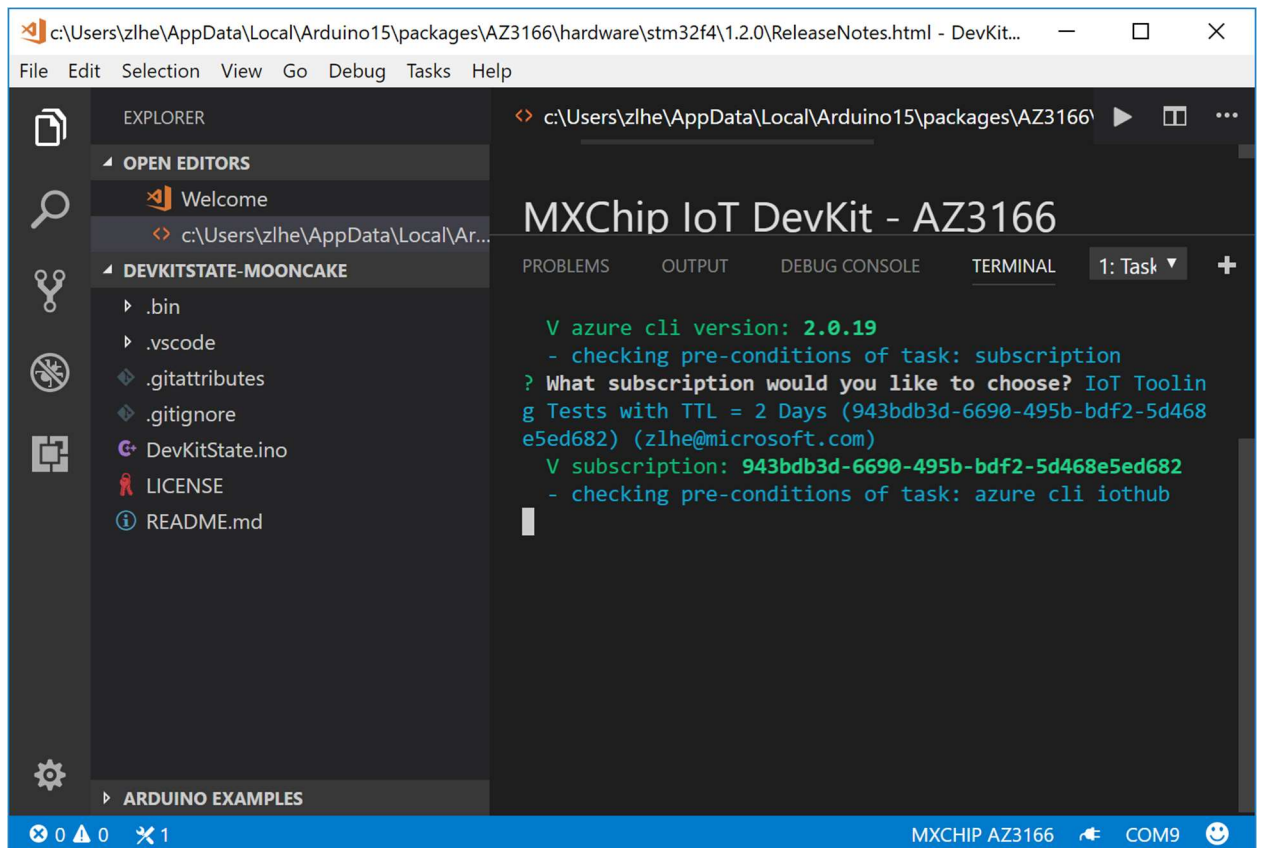 c:\Users\zlhe\AppData\Local\Arduino15\packages\AZ3166\hardware\stm32f4\1.2.0\ReleaseNotes.html - DevKit...
File Edit Selection View Go Debug Tasks Help
EXPLORER
OPEN EDITORS
Welcome
c:\Users\zlhe\AppData\Local\Ar...
DEVKITSTATE-MOONCAKE
.bin
.vscode
.gitattributes
.gitignore
DevKitState.ino
LICENSE
README.md
ARDUINO EXAMPLES
c:\Users\zlhe\AppData\Local\Arduino15\packages\AZ3166\
MXChip IoT DevKit - AZ3166
PROBLEMS OUTPUT DEBUG CONSOLE TERMINAL 1: Task
V azure cli version: 2.0.19
- checking pre-conditions of task: subscription
? What subscription would you like to choose? IoT Toolin
g Tests with TTL = 2 Days (943bdb3d-6690-495b-bdf2-5d468
e5ed682) (zlhe@microsoft.com)
V subscription: 943bdb3d-6690-495b-bdf2-5d468e5ed682
- checking pre-conditions of task: azure cli iothub
0 0 1 MXCHIP AZ3166 COM9